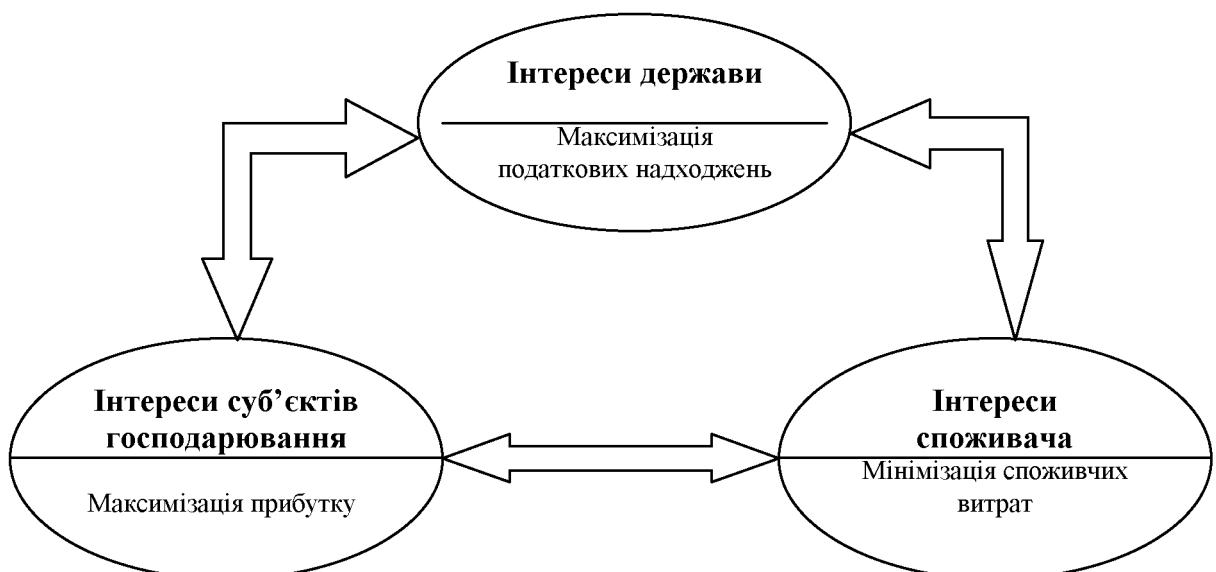 Інтереси держави
Максимізація
податкових надходжень
Інтереси суб’єктів
господарювання
Максимізація прибутку
Інтереси
споживача
Мінімізація споживчих
витрат